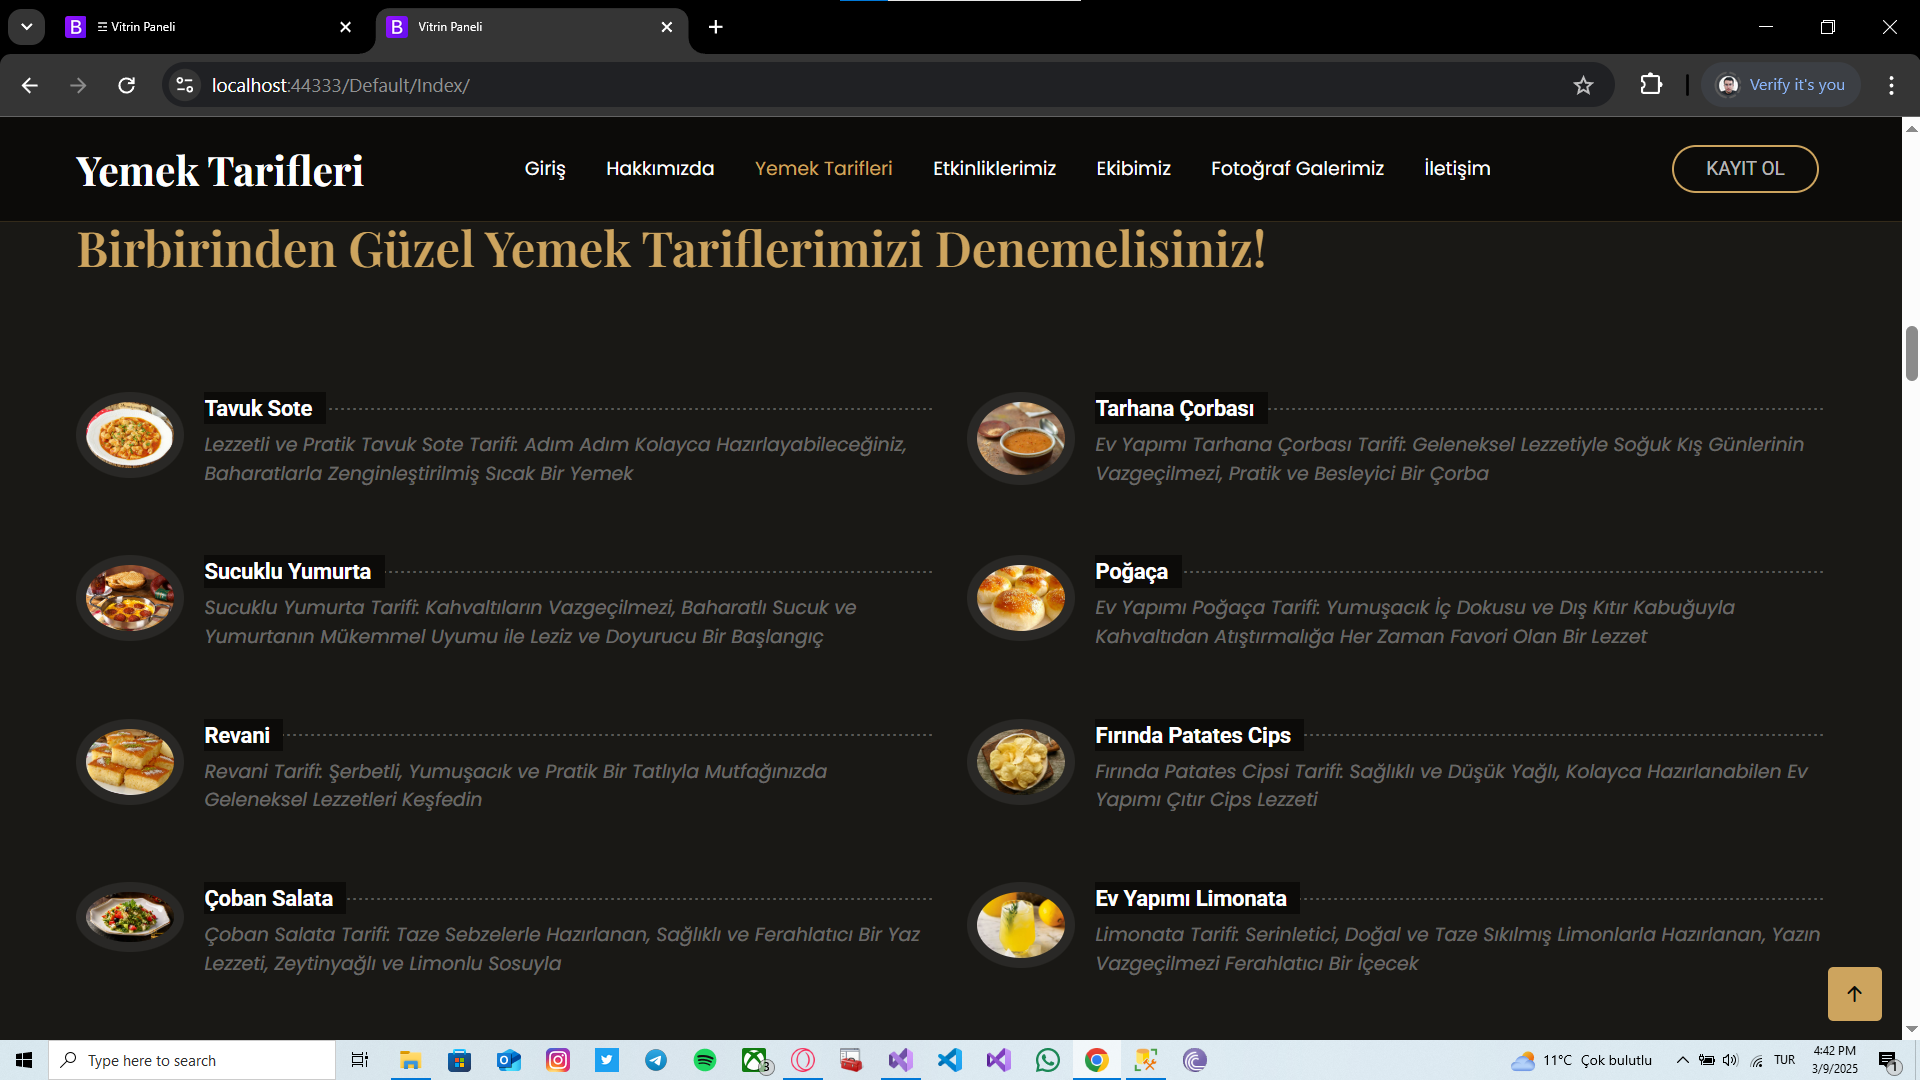 ☲ Vitrin Paneli
Vitrin Paneli
localhost:44333/Default/Index/
Verify it's you
Yemek Tarifleri
Giriş
Hakkımızda
Yemek Tarifleri
Etkinliklerimiz
Ekibimiz
Fotoğraf Galerimiz
İletişim
KAYIT OL
Birbirinden Güzel Yemek Tariflerimizi Denemelisiniz!
Tavuk Sote
Lezzetli ve Pratik Tavuk Sote Tarifi: Adım Adım Kolayca Hazırlayabileceğiniz,
Baharatlarla Zenginleştirilmiş Sıcak Bir Yemek
Tarhana Çorbası
Ev Yapımı Tarhana Çorbası Tarifi: Geleneksel Lezzetiyle Soğuk Kış Günlerinin
Vazgeçilmezi, Pratik ve Besleyici Bir Çorba
Sucuklu Yumurta
Sucuklu Yumurta Tarifi: Kahvaltıların Vazgeçilmezi, Baharatlı Sucuk ve
Yumurtanın Mükemmel Uyumu ile Leziz ve Doyurucu Bir Başlangıç
Poğaça
Ev Yapımı Poğaça Tarifi: Yumuşacık İç Dokusu ve Dış Kıtır Kabuğuyla
Kahvaltıdan Atıştırmalığa Her Zaman Favori Olan Bir Lezzet
Revani
Revani Tarifi: Şerbetli, Yumuşacık ve Pratik Bir Tatlıyla Mutfağınızda
Geleneksel Lezzetleri Keşfedin
Fırında Patates Cips
Fırında Patates Cipsi Tarifi: Sağlıklı ve Düşük Yağlı, Kolayca Hazırlanabilen Ev
Yapımı Çıtır Cips Lezzeti
Çoban Salata
Çoban Salata Tarifi: Taze Sebzelerle Hazırlanan, Sağlıklı ve Ferahlatıcı Bir Yaz
Lezzeti, Zeytinyağlı ve Limonlu Sosuyla
Ev Yapımı Limonata
Limonata Tarifi: Serinletici, Doğal ve Taze Sıkılmış Limonlarla Hazırlanan, Yazın
Vazgeçilmezi Ferahlatıcı Bir İçecek
Type here to search
3
11°C Çok bulutlu
TUR
4:42 PM
3/9/2025
1